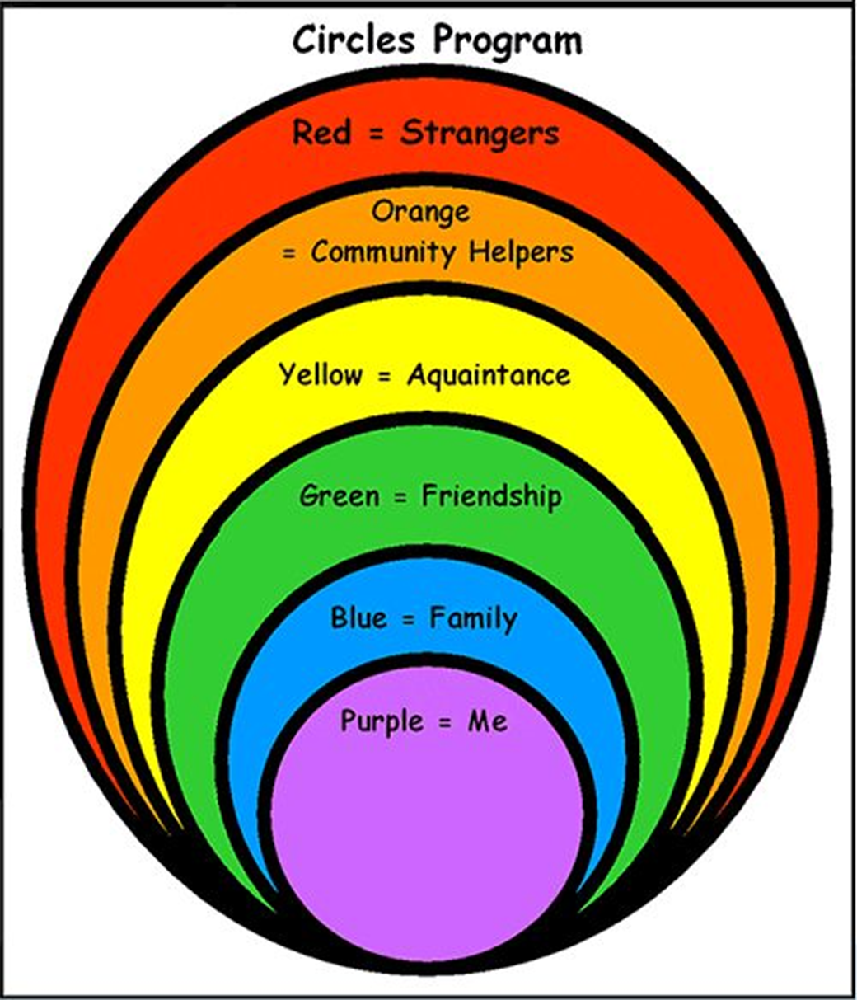 Circles Program
Red = Strangers
Orange
= Community Helpers
Yellow = Aquaintance
Green = Friendship
Blue = Family
Purple = Me